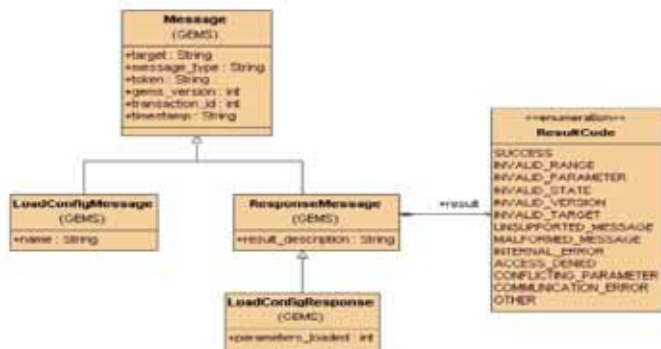 Message
(GEMS)
+target : String
+message_type : String
+token : String
+gems_version : int
+transaction_id : int
+timestamp : String
<<enumeration>>
ResultCode
SUCCESS
INVALID_RANGE
INVALID_PARAMETER
INVALID_STATE
INVALID_VERSION
INVALID_TARGET
UNSUPPORTED_MESSAGE
MALFORMED_MESSAGE
INTERNAL_ERROR
ACCESS_DENIED
CONFLICTING_PARAMETER
COMMUNICATION_ERROR
OTHER
LoadConfigMessage
(GEMS)
+name : String
ResponseMessage
(GEMS)
+result_description : String
+result
LoadConfigResponse
(GEMS)
+parameters_loaded : int